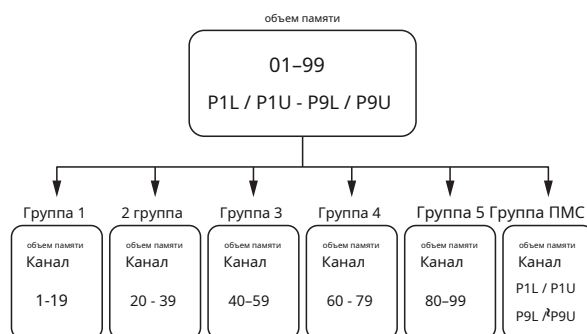 объем памяти
01–99
P1L / P1U - P9L / P9U
Группа 1
2 группа
Группа 3
Группа 4
Группа 5
Группа ПМС
объем памяти
Канал
1-19
объем памяти
Канал
20 - 39
объем памяти
Канал
40–59
объем памяти
Канал
60 - 79
объем памяти
Канал
80–99
объем памяти
Канал
P1L / P1U
P9L / P9U